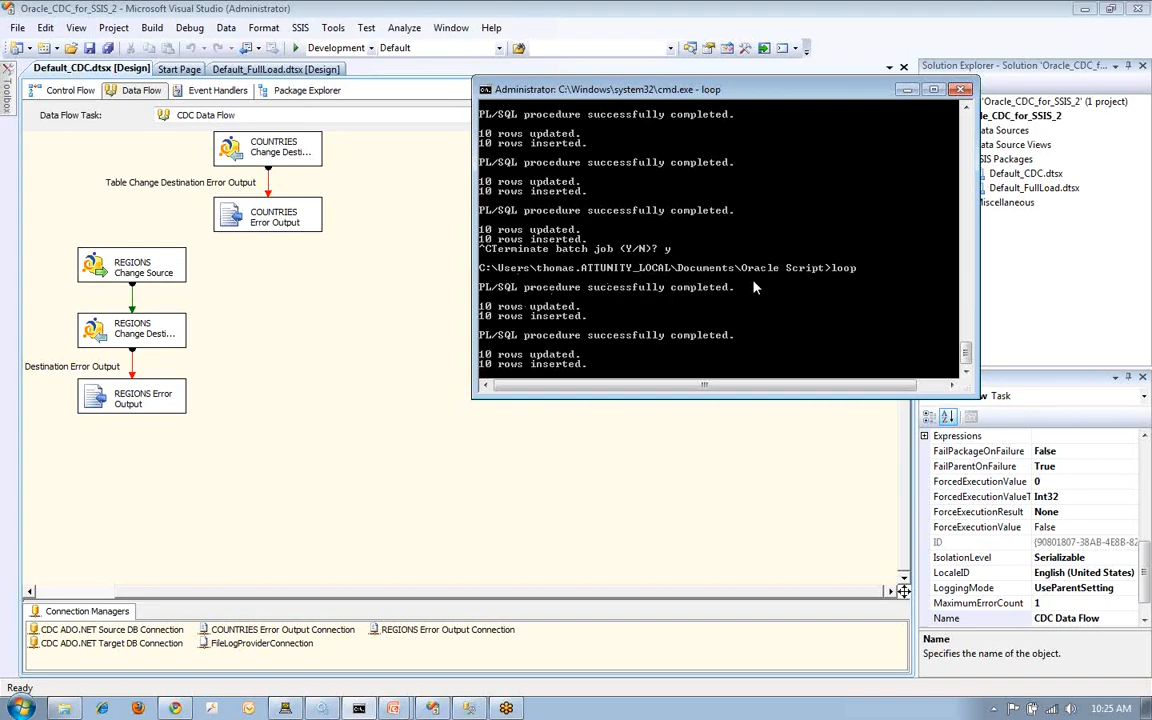 Oracle_CDC_for_SSIS_2 - Microsoft Visual Studio (Administrator)
File Edit View Project Build Debug Data Format SSIS Tools Test Analyze Window Help
Development Default
Default_CDC.dtsx [Design] Start Page Default_FullLoad.dtsx [Design]
Control Flow Data Flow Event Handlers Package Explorer
Data Flow Task: CDC Data Flow
Toolbox
COUNTRIES
Change Desti...
Table Change Destination Error Output
COUNTRIES
Error Output
REGIONS
Change Source
REGIONS
Change Desti...
Destination Error Output
REGIONS Error
Output
Administrator: C:\Windows\system32\cmd.exe - loop
PL/SQL procedure successfully completed.
10 rows updated.
10 rows inserted.
PL/SQL procedure successfully completed.
10 rows updated.
10 rows inserted.
PL/SQL procedure successfully completed.
10 rows updated.
10 rows inserted.
^CTerminate batch job (Y/N)? y
C:\Users\thomas.ATTUNITY_LOCAL\Documents\Oracle Script>loop
PL/SQL procedure successfully completed.
10 rows updated.
10 rows inserted.
PL/SQL procedure successfully completed.
10 rows updated.
10 rows inserted.
Solution Explorer - Solution 'Oracle_CDC_f...
'Oracle_CDC_for_SSIS_2' (1 project)
cle_CDC_for_SSIS_2
ata Sources
ata Source Views
IS Packages
Default_CDC.dtsx
Default_FullLoad.dtsx
iscellaneous
w Task
Expressions
FailPackageOnFailure False
FailParentOnFailure True
ForcedExecutionValue 0
ForcedExecutionValueT Int32
ForceExecutionResult None
ForceExecutionValue False
ID {90801807-38AB-4E8B-82
IsolationLevel Serializable
LocaleID English (United States)
LoggingMode UseParentSetting
MaximumErrorCount 1
Name CDC Data Flow
Name
Specifies the name of the object.
Connection Managers
CDC ADO.NET Source DB Connection COUNTRIES Error Output Connection REGIONS Error Output Connection
CDC ADO.NET Target DB Connection FileLogProviderConnection
Ready
10:25 AM